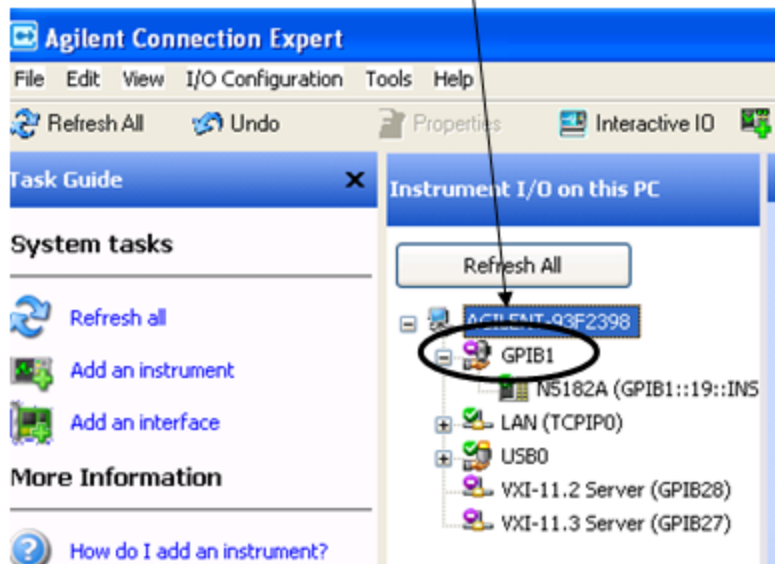 Agilent Connection Expert
File Edit View I/O Configuration Tools Help
Refresh All Undo Properties Interactive IO
Task Guide
Instrument I/O on this PC
System tasks
Refresh all
Add an instrument
Add an interface
More Information
How do I add an instrument?
Refresh All
AGILENT-93F2398
GPIB1
N5182A (GPIB1::19::INS
LAN (TCPIP0)
USB0
VXI-11.2 Server (GPIB28)
VXI-11.3 Server (GPIB27)